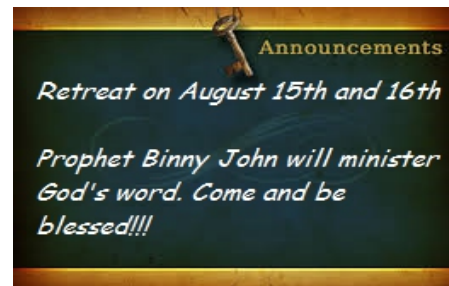 Announcements
Retreat on August 15th and 16th
Prophet Binny John will minister
God's word. Come and be
blessed!!!